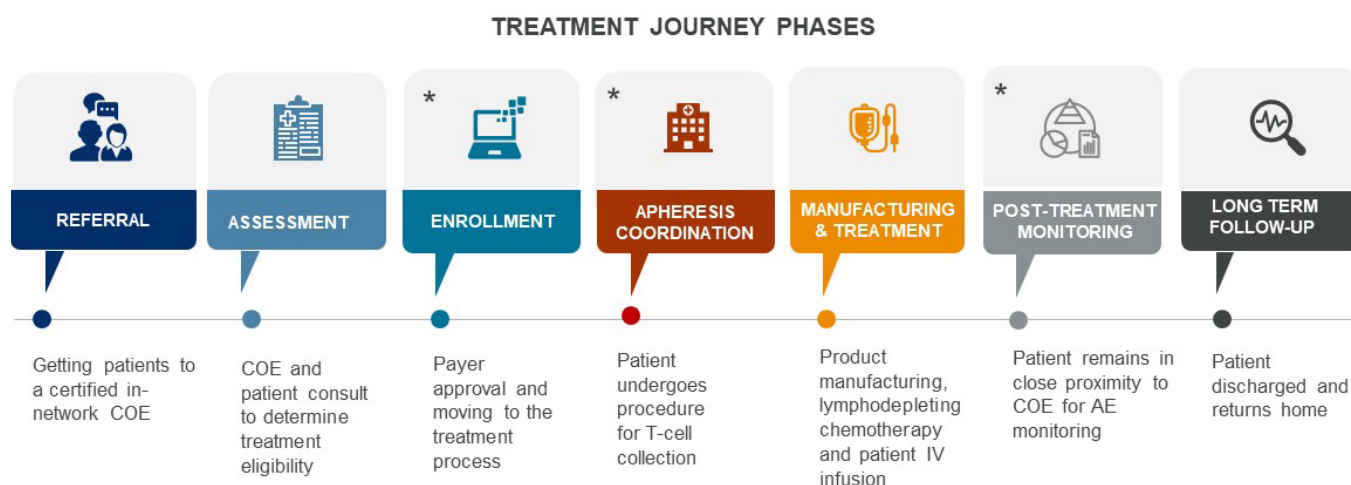 TREATMENT JOURNEY PHASES
*
*
*
REFERRAL
ASSESSMENT
ENROLLMENT
APHERESIS
COORDINATION
MANUFACTURING
& TREATMENT
POST-TREATMENT
MONITORING
LONG TERM
FOLLOW-UP
Getting patients to
a certified in-
network COE
COE and
patient consult
to determine
treatment
eligibility
Payer
approval and
moving to the
treatment
process
Patient
undergoes
procedure
for T-cell
collection
Product
manufacturing,
lymphodepleting
chemotherapy
and patient IV
infusion
Patient remains in
close proximity to
COE for AE
monitoring
Patient
discharged and
returns home